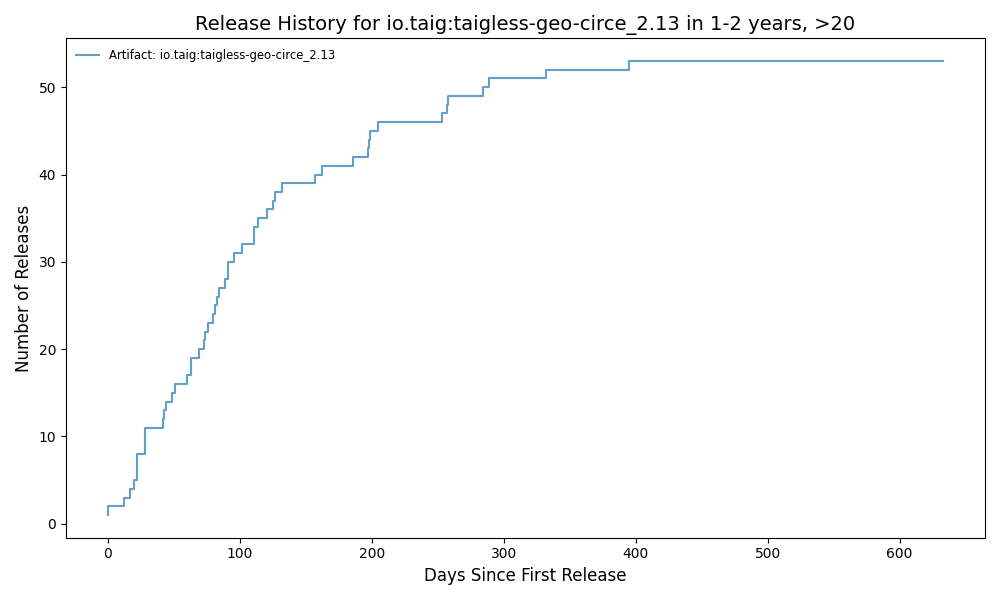 Release History for io.taig:taigless-geo-circe_2.13 in 1-2 years, >20
Artifact: io.taig:taigless-geo-circe_2.13
Number of Releases
50
40
30
20
10
0
0 100 200 300 400 500 600
Days Since First Release